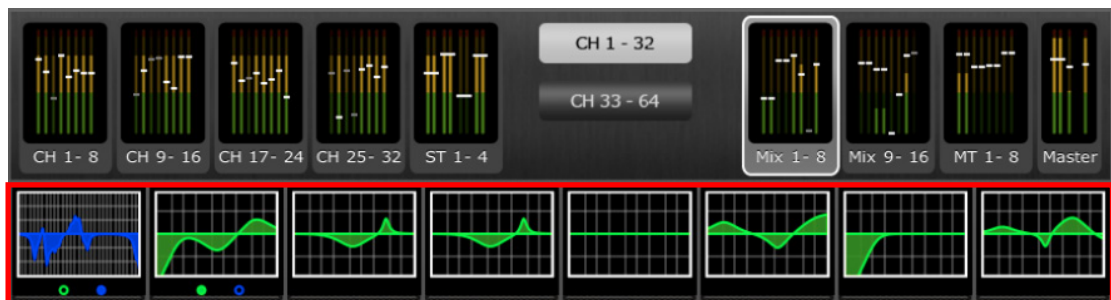 CH 1 - 32
CH 33 - 64
CH 1- 8 CH 9- 16 CH 17- 24 CH 25- 32 ST 1- 4 Mix 1- 8 Mix 9- 16 MT 1- 8 Master